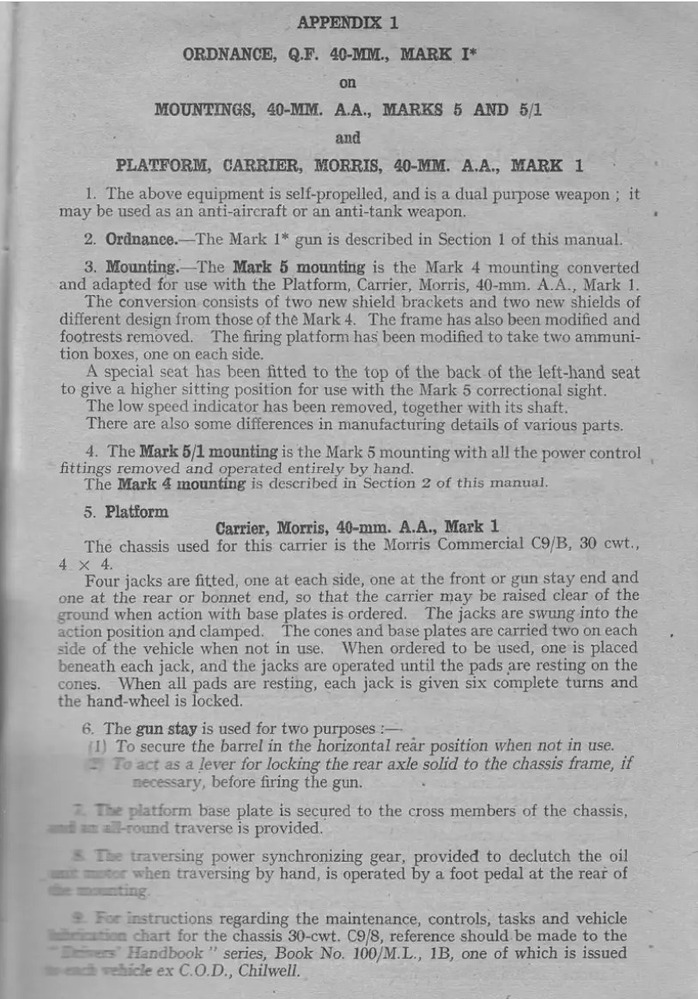 APPENDIX 1
ORDNANCE, Q.F. 40-MM., MARK I*
on
MOUNTINGS, 40-MM. A.A., MARKS 5 AND 5/1
and
PLATFORM, CARRIER, MORRIS, 40-MM. A.A., MARK 1
1. The above equipment is self-propelled, and is a dual purpose weapon ; it
may be used as an anti-aircraft or an anti-tank weapon.
2. Ordnance.—The Mark 1* gun is described in Section 1 of this manual.
3. Mounting.—The Mark 5 mounting is the Mark 4 mounting converted
and adapted for use with the Platform, Carrier, Morris, 40-mm. A.A., Mark 1.
The conversion consists of two new shield brackets and two new shields of
different design from those of the Mark 4. The frame has also been modified and
footrests removed. The firing platform has been modified to take two ammuni-
tion boxes, one on each side.
A special seat has been fitted to the top of the back of the left-hand seat
to give a higher sitting position for use with the Mark 5 correctional sight.
The low speed indicator has been removed, together with its shaft.
There are also some differences in manufacturing details of various parts.
4. The Mark 5/1 mounting is the Mark 5 mounting with all the power control
fittings removed and operated entirely by hand.
The Mark 4 mounting is described in Section 2 of this manual.
5. Platform
Carrier, Morris, 40-mm. A.A., Mark 1
The chassis used for this carrier is the Morris Commercial C9/B, 30 cwt.,
4 × 4.
Four jacks are fitted, one at each side, one at the front or gun stay end and
one at the rear or bonnet end, so that the carrier may be raised clear of the
ground when action with base plates is ordered. The jacks are swung into the
action position and clamped. The cones and base plates are carried two on each
side of the vehicle when not in use. When ordered to be used, one is placed
beneath each jack, and the jacks are operated until the pads are resting on the
cones. When all pads are resting, each jack is given six complete turns and
the hand-wheel is locked.
6. The gun stay is used for two purposes :—
(1) To secure the barrel in the horizontal rear position when not in use.
2 To act as a lever for locking the rear axle solid to the chassis frame, if
necessary, before firing the gun.
7. The platform base plate is secured to the cross members of the chassis,
and an all-round traverse is provided.
8. The traversing power synchronizing gear, provided to declutch the oil
motor when traversing by hand, is operated by a foot pedal at the rear of
the mounting.
9. For instructions regarding the maintenance, controls, tasks and vehicle
lubrication chart for the chassis 30-cwt. C9/8, reference should be made to the
" Drivers' Handbook " series, Book No. 100/M.L., 1B, one of which is issued
to each vehicle ex C.O.D., Chilwell.